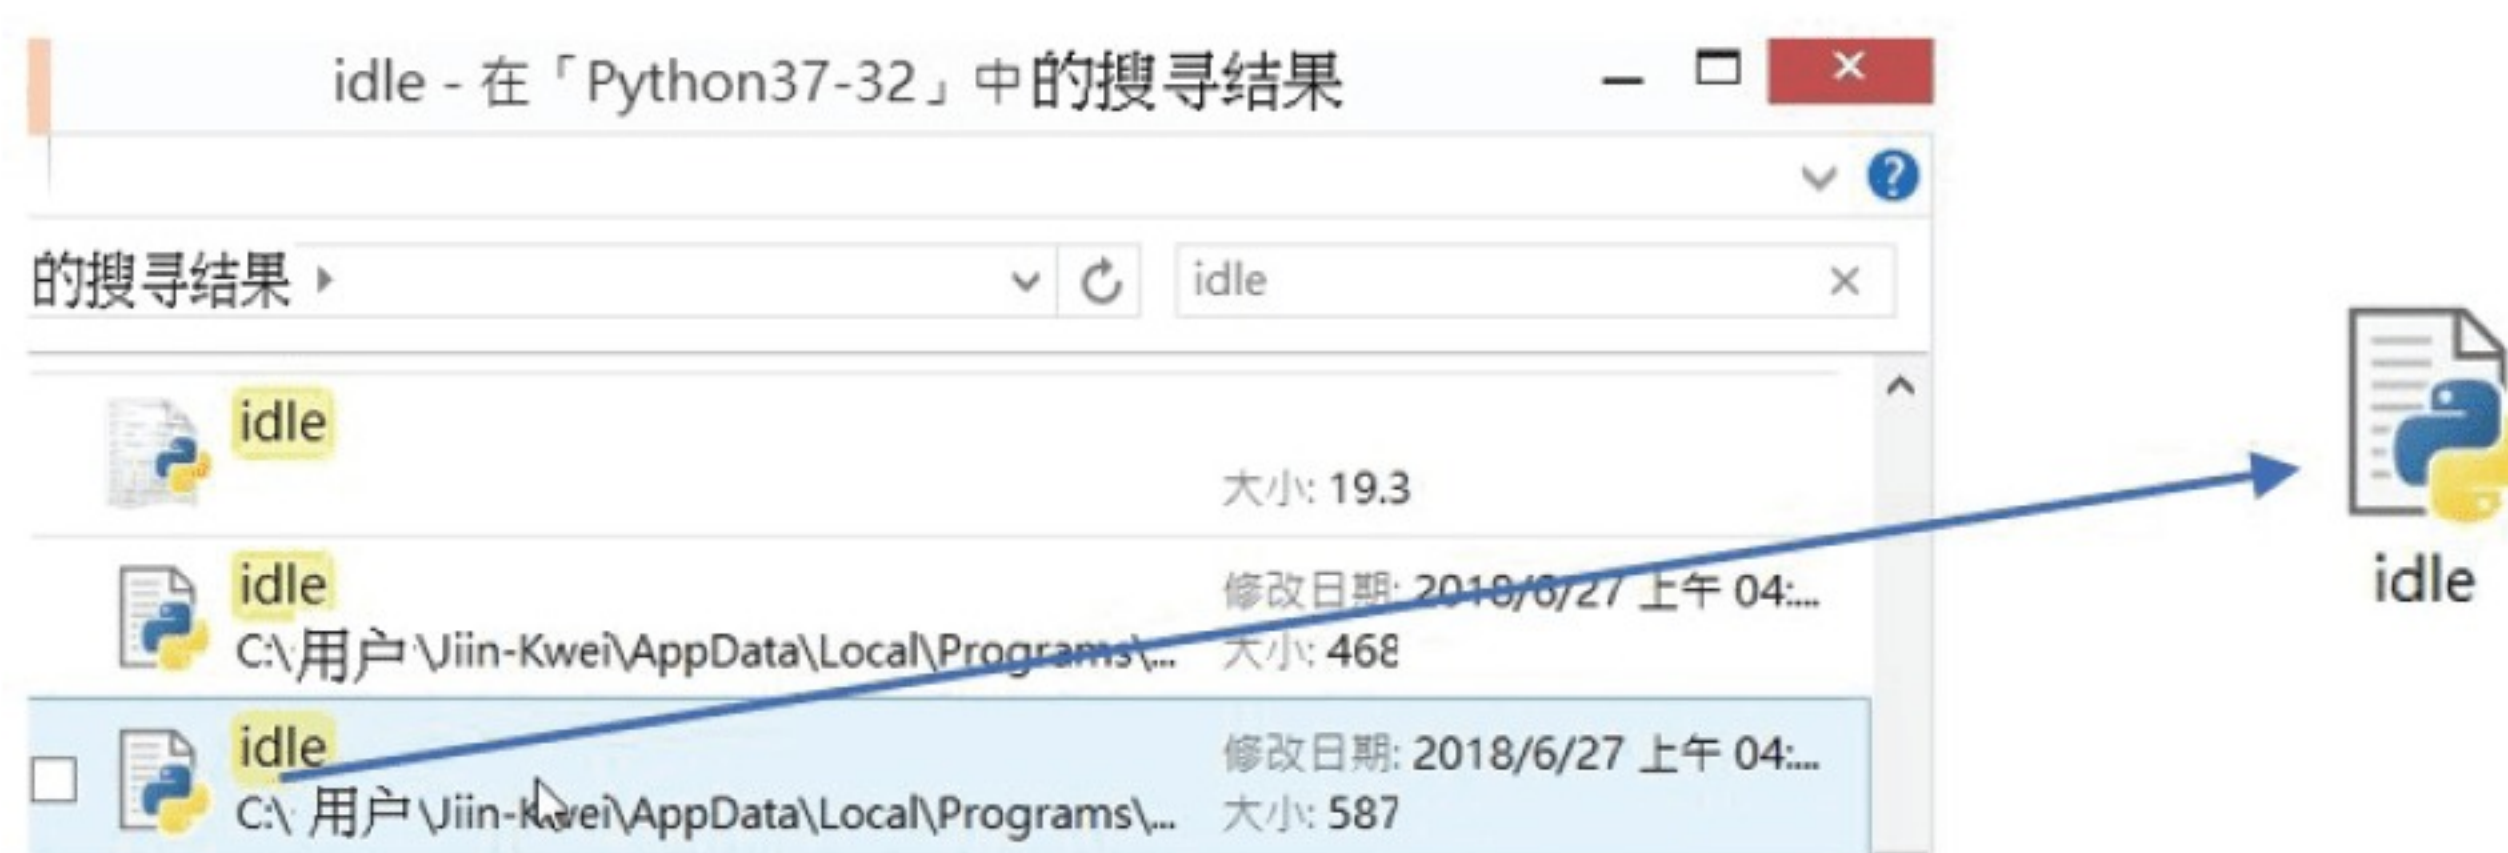 idle - 在「Python37-32」中的搜寻结果
的搜寻结果
idle
idle
大小: 19.3
idle
修改日期: 2018/6/27 上午 04:...
C:\用户\Jiin-Kwei\AppData\Local\Programs\...
大小: 468
idle
修改日期: 2018/6/27 上午 04:...
C:\用户\Jiin-Kwei\AppData\Local\Programs\...
大小: 587
idle